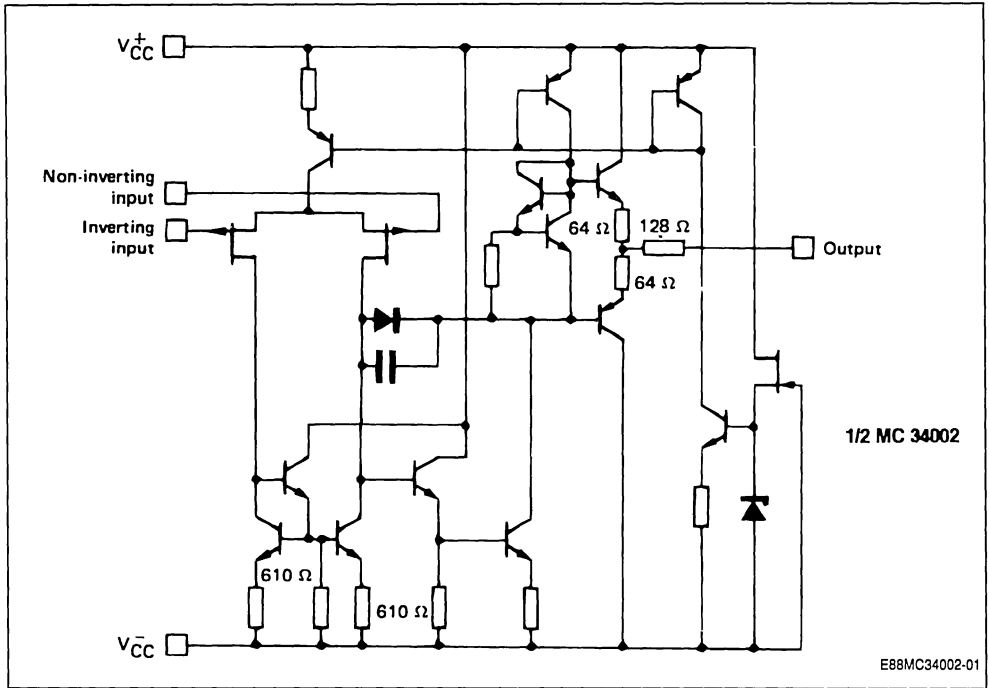 V+CC
Non-inverting
input
Inverting
input
64 Ω
128 Ω
Output
64 Ω
1/2 MC 34002
610 Ω
610 Ω
V-CC
E88MC34002-01